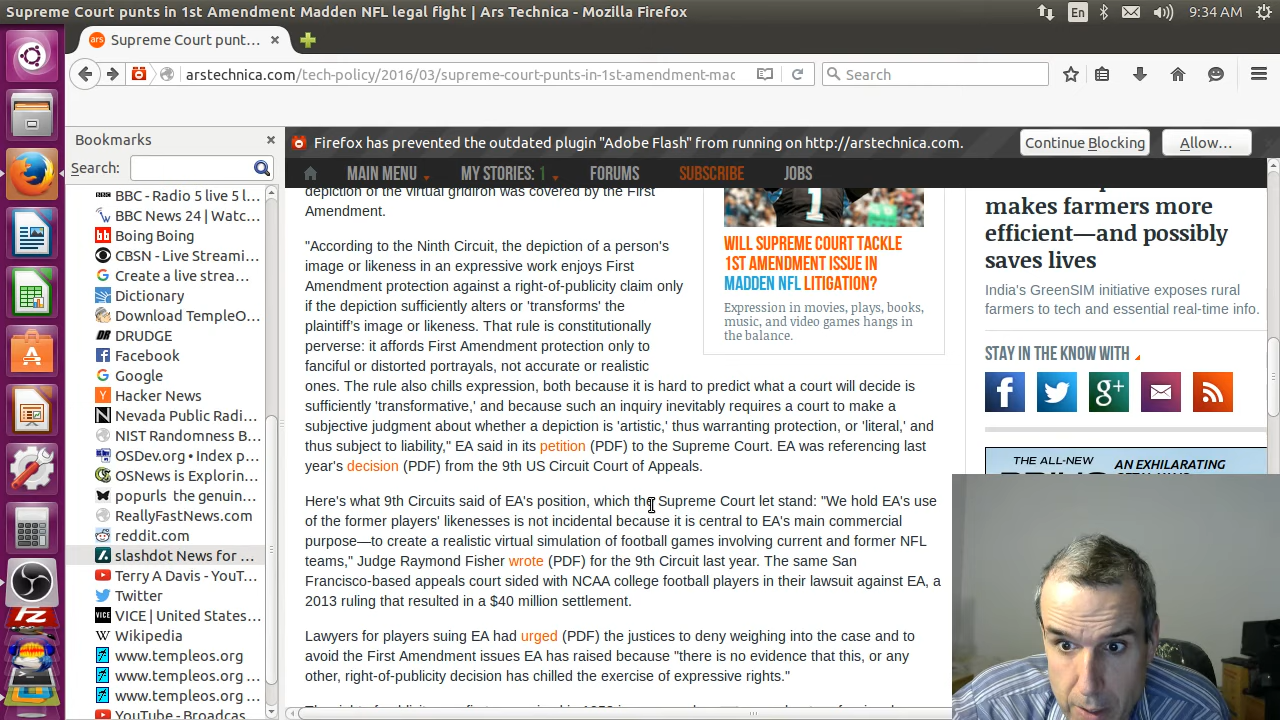 Supreme Court punts in 1st Amendment Madden NFL legal fight | Ars Technica - Mozilla Firefox
En
9:34 AM
ars
Supreme Court punt...
arstechnica.com/tech-policy/2016/03/supreme-court-punts-in-1st-amendment-mad
Search
Bookmarks
Search:
BBC - Radio 5 live 5 l...
BBC News 24 | Watc...
Boing Boing
CBSN - Live Streami...
Create a live strea...
Dictionary
Download TempleO...
DRUDGE
Facebook
Google
Hacker News
Nevada Public Radi...
NIST Randomness B...
OSDev.org • Index p...
OSNews is Explorin...
popurls the genuin...
ReallyFastNews.com
reddit.com
slashdot News for ...
Terry A Davis - YouT...
Twitter
VICE | United States...
Wikipedia
www.templeos.org
www.templeos.org ...
www.templeos.org ...
YouTube - Broadcas...
Firefox has prevented the outdated plugin "Adobe Flash" from running on http://arstechnica.com.
Continue Blocking
Allow...
MAIN MENU
MY STORIES: 1
FORUMS
SUBSCRIBE
JOBS
depiction of the virtual gridiron was covered by the First
Amendment.
"According to the Ninth Circuit, the depiction of a person's
image or likeness in an expressive work enjoys First
Amendment protection against a right-of-publicity claim only
if the depiction sufficiently alters or 'transforms' the
plaintiff's image or likeness. That rule is constitutionally
perverse: it affords First Amendment protection only to
fanciful or distorted portrayals, not accurate or realistic
ones. The rule also chills expression, both because it is hard to predict what a court will decide is
sufficiently 'transformative,' and because such an inquiry inevitably requires a court to make a
subjective judgment about whether a depiction is 'artistic,' thus warranting protection, or 'literal,' and
thus subject to liability," EA said in its petition (PDF) to the Supreme Court. EA was referencing last
year's decision (PDF) from the 9th US Circuit Court of Appeals.
Here's what 9th Circuits said of EA's position, which the Supreme Court let stand: "We hold EA's use
of the former players' likenesses is not incidental because it is central to EA's main commercial
purpose—to create a realistic virtual simulation of football games involving current and former NFL
teams," Judge Raymond Fisher wrote (PDF) for the 9th Circuit last year. The same San
Francisco-based appeals court sided with NCAA college football players in their lawsuit against EA, a
2013 ruling that resulted in a $40 million settlement.
Lawyers for players suing EA had urged (PDF) the justices to deny weighing into the case and to
avoid the First Amendment issues EA has raised because "there is no evidence that this, or any
other, right-of-publicity decision has chilled the exercise of expressive rights."
WILL SUPREME COURT TACKLE
1ST AMENDMENT ISSUE IN
MADDEN NFL LITIGATION?
Expression in movies, plays, books,
music, and video games hangs in
the balance.
makes farmers more
efficient—and possibly
saves lives
India's GreenSIM initiative exposes rural
farmers to tech and essential real-time info.
STAY IN THE KNOW WITH
THE ALL-NEW
AN EXHILARATING